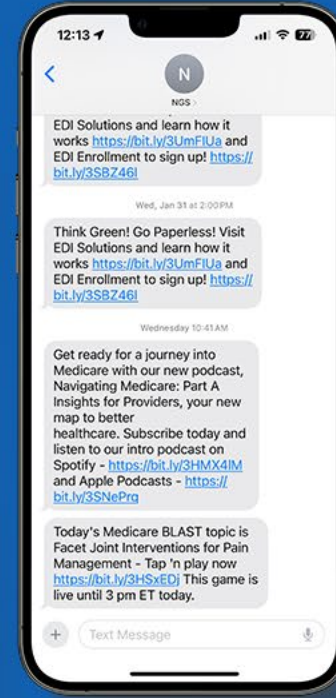 12:13
77
N
NGS
EDI Solutions and learn how it
works https://bit.ly/3UmFIUa and
EDI Enrollment to sign up! https://
bit.ly/3SBZ46I
Wed, Jan 31 at 2:00 PM
Think Green! Go Paperless! Visit
EDI Solutions and learn how it
works https://bit.ly/3UmFIUa and
EDI Enrollment to sign up! https://
bit.ly/3SBZ46I
Wednesday 10:41 AM
Get ready for a journey into
Medicare with our new podcast,
Navigating Medicare: Part A
Insights for Providers, your new
map to better
healthcare. Subscribe today and
listen to our intro podcast on
Spotify - https://bit.ly/3HMX4IM
and Apple Podcasts - https://
bit.ly/3SNePrq
Today's Medicare BLAST topic is
Facet Joint Interventions for Pain
Management - Tap 'n play now
https://bit.ly/3HSxEDj This game is
live until 3 pm ET today.
Text Message